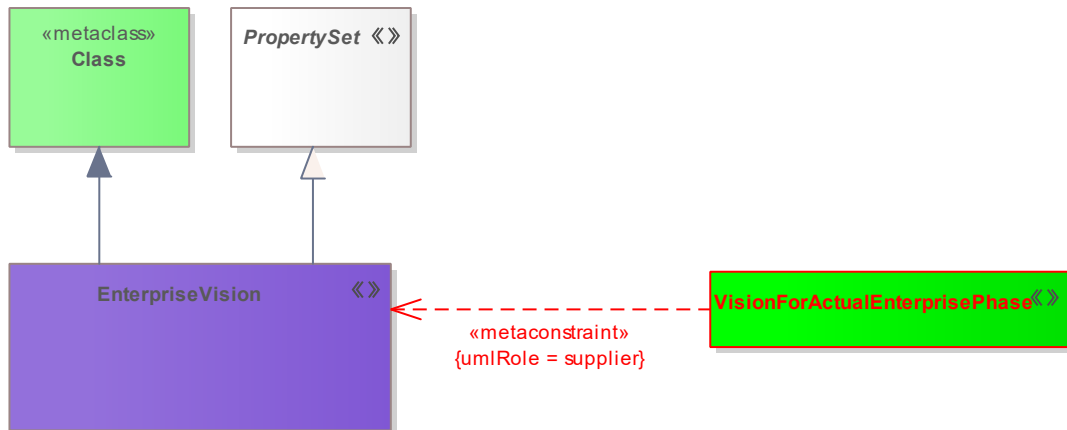 «metaclass»
Class
PropertySet «»
EnterpriseVision «»
VisionForActualEnterprisePhase «»
«metaconstraint»
{umlRole = supplier}